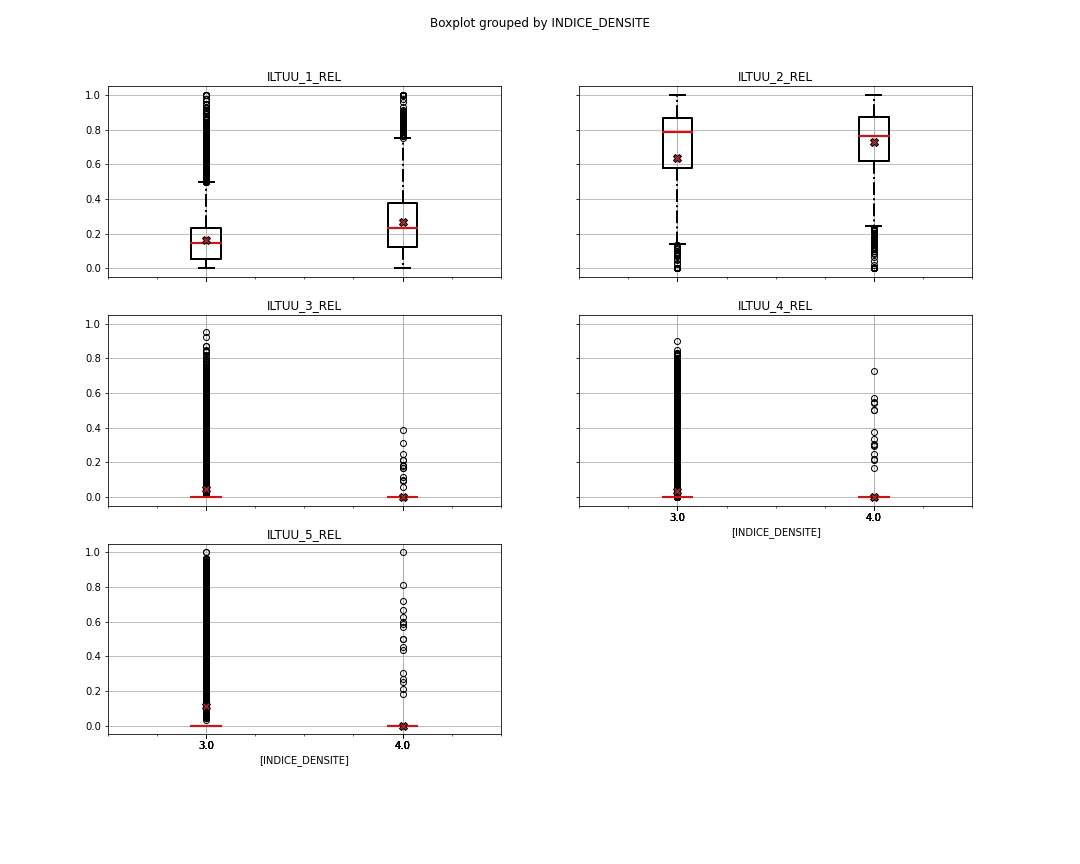 Boxplot grouped by INDICE_DENSITE
ILTUU_1_REL
1.0
0.8
0.6
0.4
0.2
0.0
ILTUU_2_REL
ILTUU_3_REL
1.0
0.8
0.6
0.4
0.2
0.0
ILTUU_4_REL
3.0 4.0
[INDICE_DENSITE]
ILTUU_5_REL
1.0
0.8
0.6
0.4
0.2
0.0
3.0 4.0
[INDICE_DENSITE]